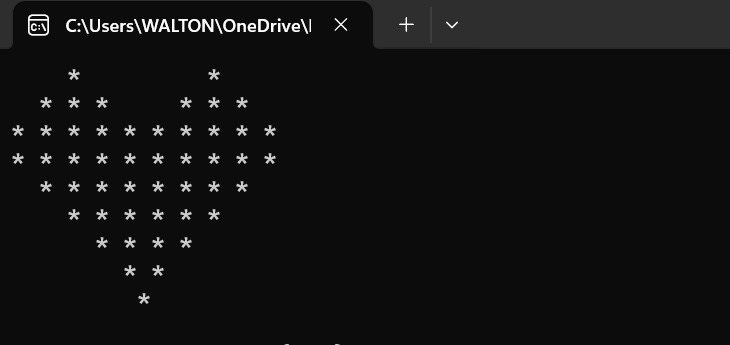 C:\Users\WALTON\OneDrive\
    *         *
  * * *     * * *
* * * * * * * * * *
* * * * * * * * * *
  * * * * * * * *
    * * * * * *
      * * * *
        * *
         *